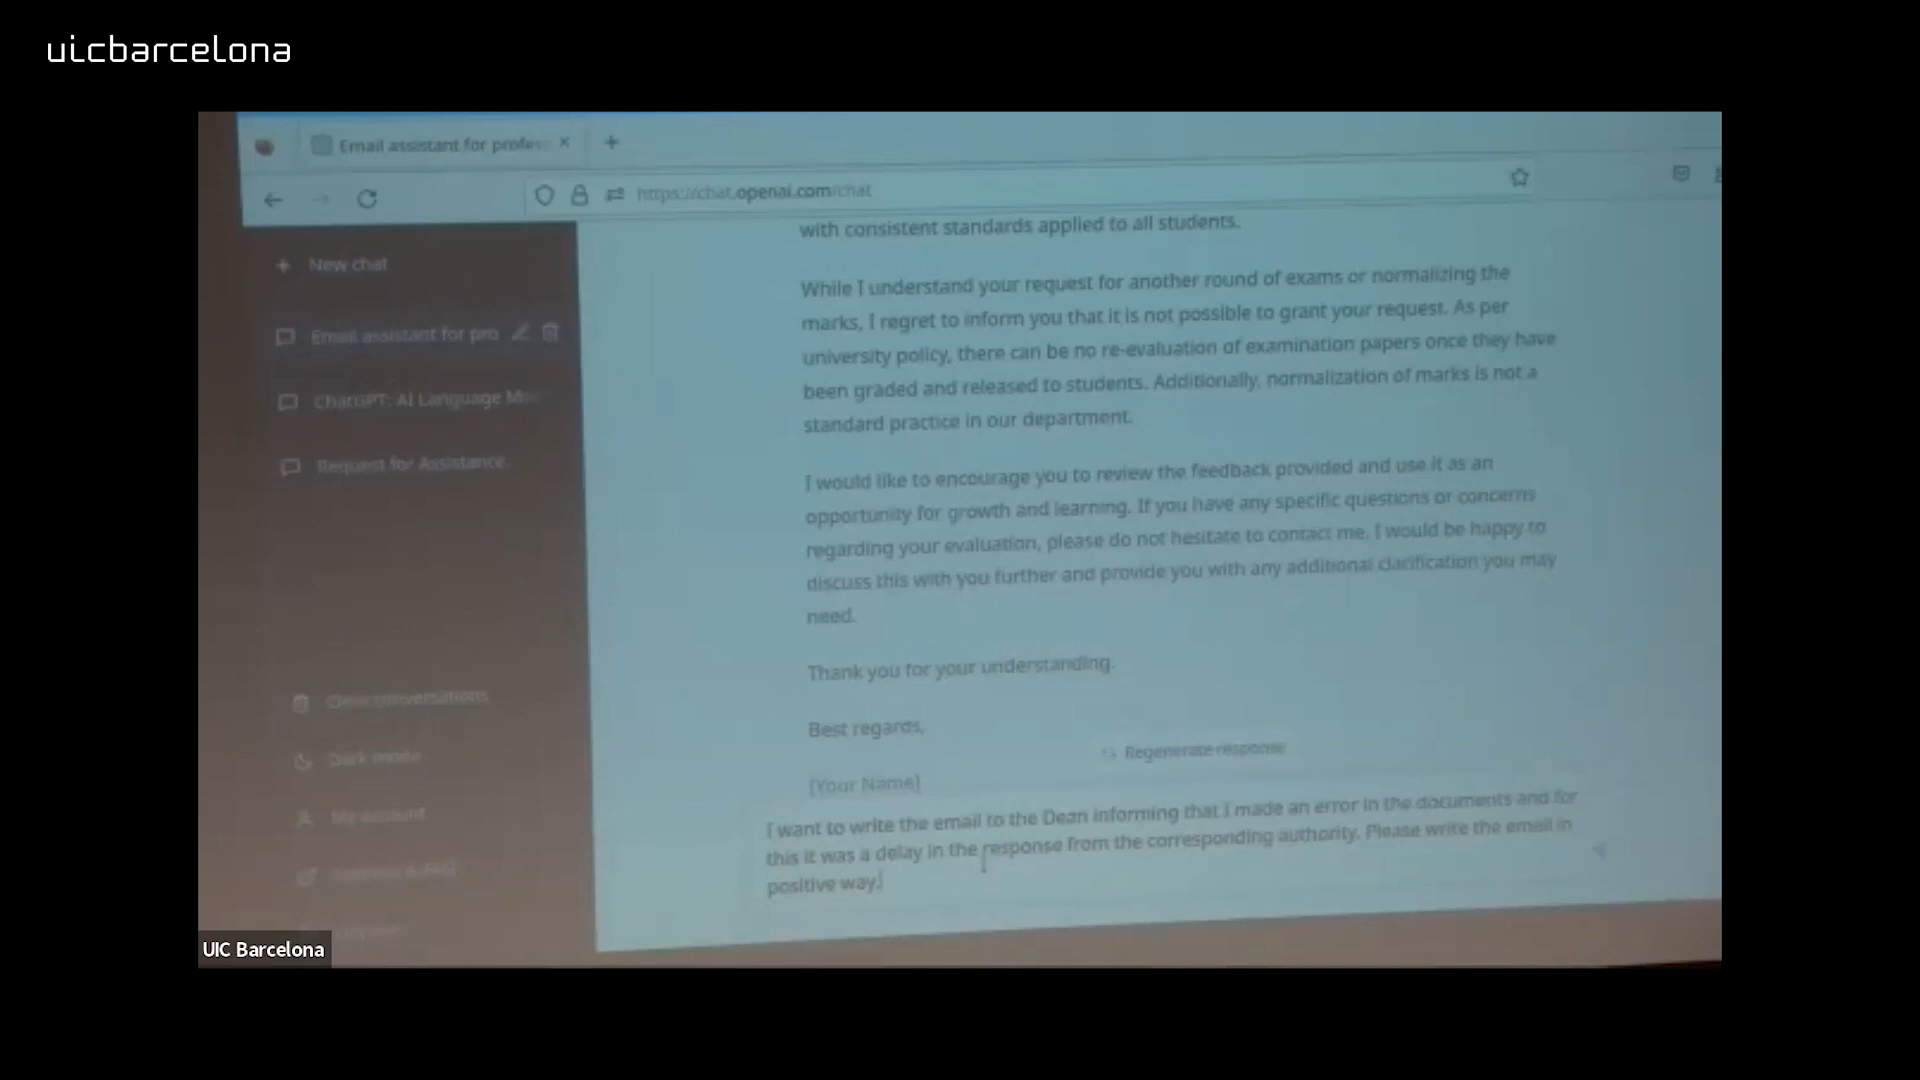 uicbarcelona
Email assistant for profes
https://chat.openai.com/chat
New chat
Email assistant for pro
ChatGPT: AI Language M
Request for Assistance.
Clear conversations
Dark mode
My account
with consistent standards applied to all students.
While I understand your request for another round of exams or normalizing the
marks, I regret to inform you that it is not possible to grant your request. As per
university policy, there can be no re-evaluation of examination papers once they have
been graded and released to students. Additionally, normalization of marks is not a
standard practice in our department.
I would like to encourage you to review the feedback provided and use it as an
opportunity for growth and learning. If you have any specific questions or concerns
regarding your evaluation, please do not hesitate to contact me. I would be happy to
discuss this with you further and provide you with any additional clarification you may
need.
Thank you for your understanding.
Best regards,
Regenerate response
[Your Name]
I want to write the email to the Dean informing that I made an error in the documents and for
this it was a delay in the response from the corresponding authority. Please write the email in
positive way.
UIC Barcelona